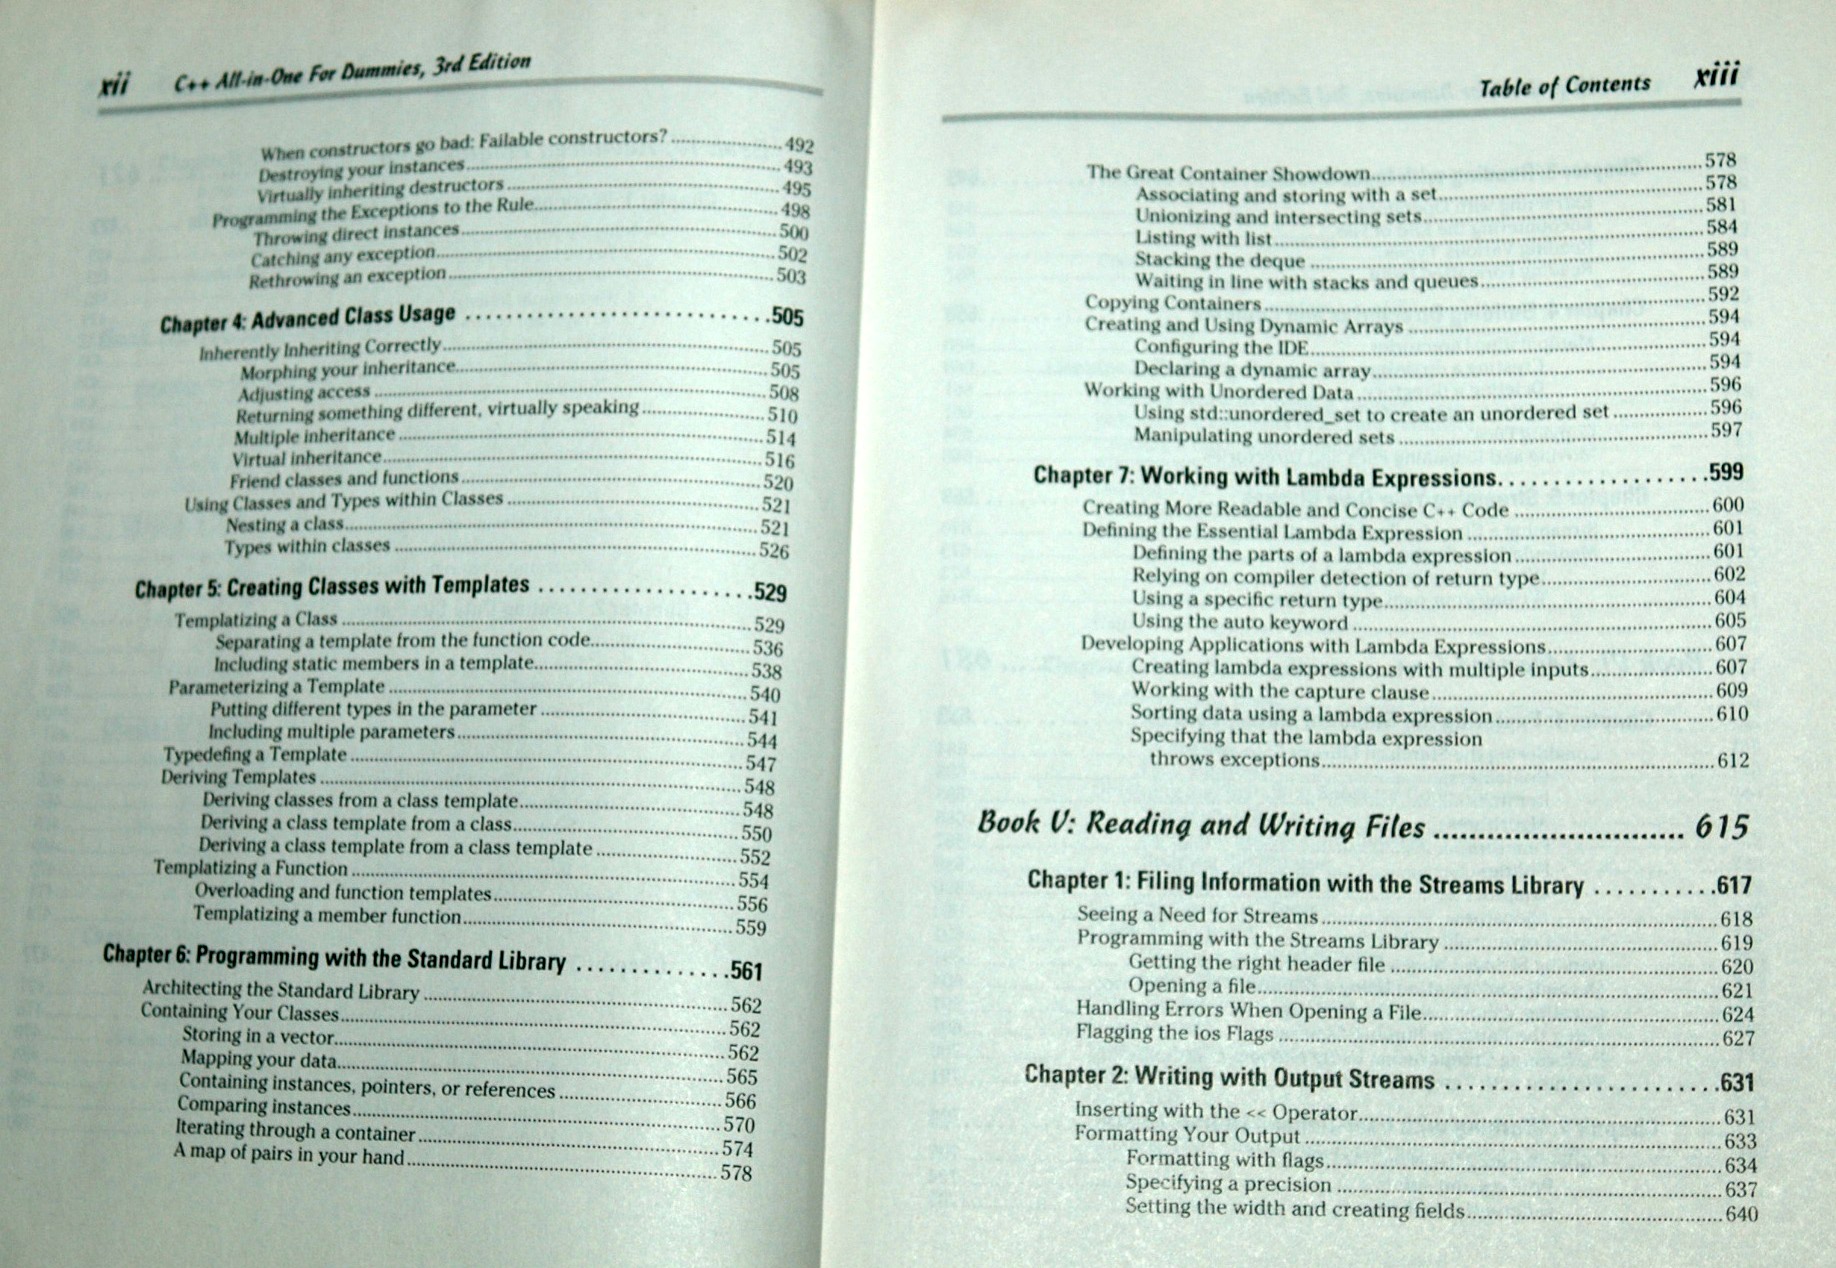 xii C++ All-in-One For Dummies, 3rd Edition
When constructors go bad: Failable constructors? 492
Destroying your instances 493
Virtually inheriting destructors 495
Programming the Exceptions to the Rule 498
Throwing direct instances 500
Catching any exception 502
Rethrowing an exception 503
Chapter 4: Advanced Class Usage 505
Inherently Inheriting Correctly 505
Morphing your inheritance 505
Adjusting access 508
Returning something different, virtually speaking 510
Multiple inheritance 514
Virtual inheritance 516
Friend classes and functions 520
Using Classes and Types within Classes 521
Nesting a class 521
Types within classes 526
Chapter 5: Creating Classes with Templates 529
Templatizing a Class 529
Separating a template from the function code 536
Including static members in a template 538
Parameterizing a Template 540
Putting different types in the parameter 541
Including multiple parameters 544
Typedefing a Template 547
Deriving Templates 548
Deriving classes from a class template 548
Deriving a class template from a class 550
Deriving a class template from a class template 552
Templatizing a Function 554
Overloading and function templates 556
Templatizing a member function 559
Chapter 6: Programming with the Standard Library 561
Architecting the Standard Library 562
Containing Your Classes 562
Storing in a vector 562
Mapping your data 565
Containing instances, pointers, or references 566
Comparing instances 570
Iterating through a container 574
A map of pairs in your hand 578
Table of Contents xiii
The Great Container Showdown 578
Associating and storing with a set 578
Unionizing and intersecting sets 581
Listing with list 584
Stacking the deque 589
Waiting in line with stacks and queues 589
Copying Containers 592
Creating and Using Dynamic Arrays 594
Configuring the IDE 594
Declaring a dynamic array 594
Working with Unordered Data 596
Using std::unordered_set to create an unordered set 596
Manipulating unordered sets 597
Chapter 7: Working with Lambda Expressions 599
Creating More Readable and Concise C++ Code 600
Defining the Essential Lambda Expression 601
Defining the parts of a lambda expression 601
Relying on compiler detection of return type 602
Using a specific return type 604
Using the auto keyword 605
Developing Applications with Lambda Expressions 607
Creating lambda expressions with multiple inputs 607
Working with the capture clause 609
Sorting data using a lambda expression 610
Specifying that the lambda expression
throws exceptions 612
Book V: Reading and Writing Files 615
Chapter 1: Filing Information with the Streams Library 617
Seeing a Need for Streams 618
Programming with the Streams Library 619
Getting the right header file 620
Opening a file 621
Handling Errors When Opening a File 624
Flagging the ios Flags 627
Chapter 2: Writing with Output Streams 631
Inserting with the << Operator 631
Formatting Your Output 633
Formatting with flags 634
Specifying a precision 637
Setting the width and creating fields 640